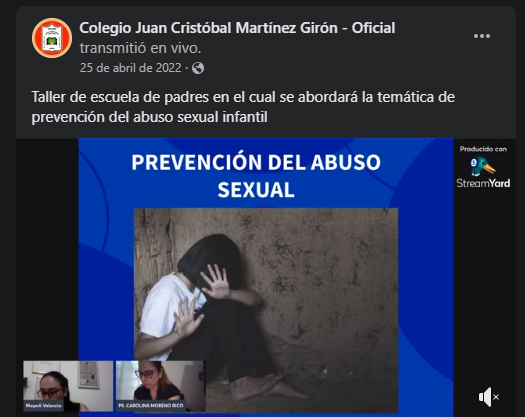 Colegio Juan Cristóbal Martínez Girón - Oficial
transmitió en vivo.
25 de abril de 2022 ·
Taller de escuela de padres en el cual se abordará la temática de
prevención del abuso sexual infantil
PREVENCIÓN DEL ABUSO
SEXUAL
Producido con
StreamYard
Mayerli Valencia
PS. CAROLINA MORENO RICO